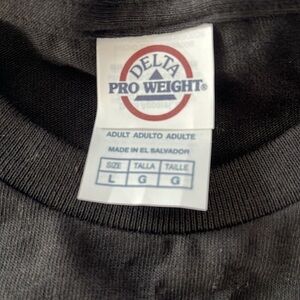 DELTA
PRO WEIGHT®
ADULT ADULTO ADULTE
MADE IN EL SALVADOR
SIZE TALLA TAILLE
L G G